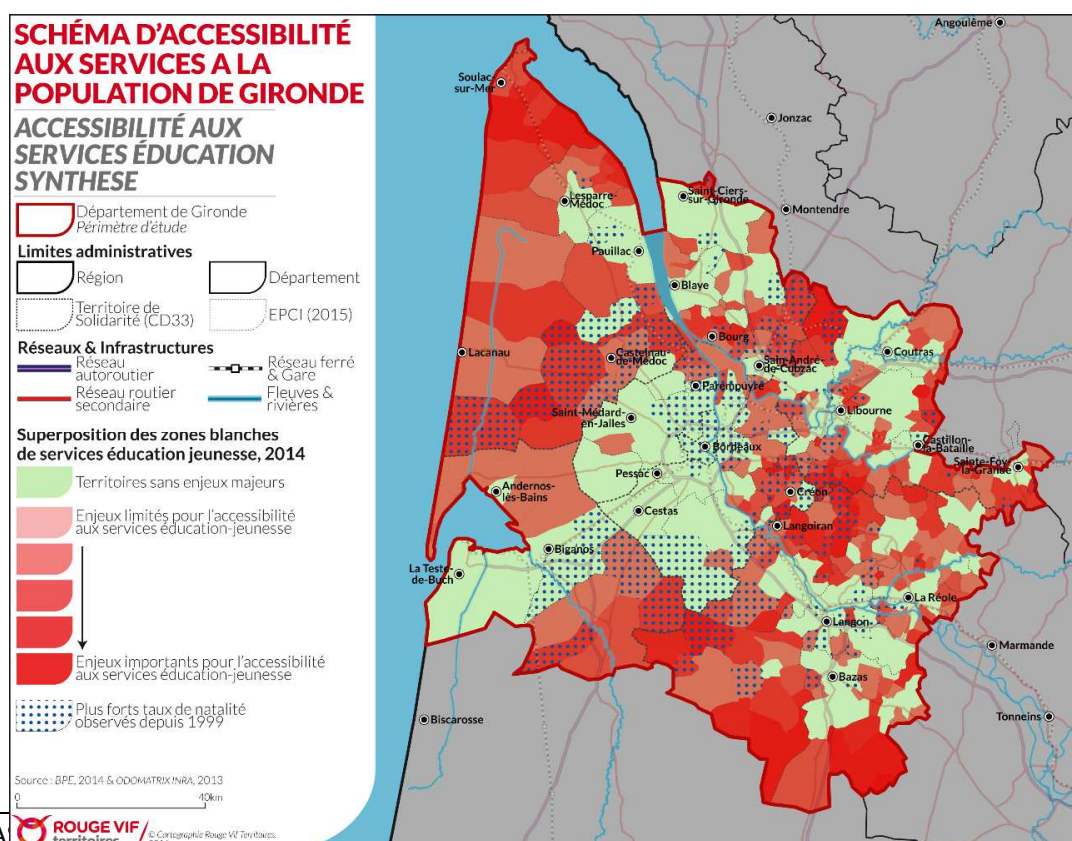 SCHÉMA D'ACCESSIBILITÉ
AUX SERVICES A LA
POPULATION DE GIRONDE
ACCESSIBILITÉ AUX
SERVICES ÉDUCATION
SYNTHESE
Département de Gironde
Périmètre d'étude
Limites administratives
Région
Département
Territoire de
Solidarité (CD33)
EPCI (2015)
Réseaux & Infrastructures
Réseau
autoroutier
Réseau ferré
& Gare
Réseau routier
secondaire
Fleuves &
rivières
Superposition des zones blanches
de services éducation jeunesse, 2014
Territoires sans enjeux majeurs
Enjeux limités pour l'accessibilité
aux services éducation-jeunesse
Enjeux importants pour l'accessibilité
aux services éducation-jeunesse
Plus forts taux de natalité
observés depuis 1999
Source : BPE, 2014 & ODOMATRIX INRA, 2013
0 40km
ROUGE VIF
territoires
© Cartographie Rouge Vif Territoires,
Angoulême
Soulac-
sur-Mer
Jonzac
Lesparre-
Médoc
Saint-Ciers-
sur-Gironde
Montendre
Pauillac
Blaye
Bourg
Lacanau
Castelnau-
de-Médoc
Sain-André-
de-Cubzac
Coutras
Parempuyre
Saint-Médard-
en-Jalles
Libourne
Bordeaux
Castillon-
la-Bataille
Sainte-Foy-
la-Grande
Pessac
Andernos-
lès-Bains
Créon
Cestas
Langoiran
Biganos
La Teste-
de-Buch
La Réole
Langon
Marmande
Bazas
Biscarosse
Tonneins